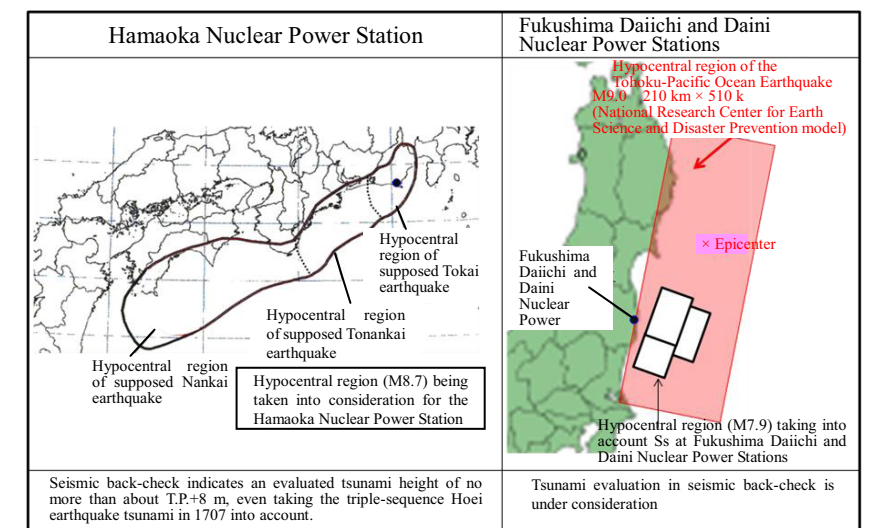 Hamaoka Nuclear Power Station
Fukushima Daiichi and Daini
Nuclear Power Stations
Hypocentral
region of
supposed Tokai
earthquake
Hypocentral region
of supposed Tonankai
earthquake
Hypocentral region
of supposed Nankai
earthquake
Hypocentral region (M8.7) being
taken into consideration for the
Hamaoka Nuclear Power Station
Hypocentral region of the
Tohoku-Pacific Ocean Earthquake
M9.0 210 km × 510 k
(National Research Center for Earth
Science and Disaster Prevention model)
× Epicenter
Fukushima
Daiichi and
Daini
Nuclear
Power
Hypocentral region (M7.9) taking into
account Ss at Fukushima Daiichi and
Daini Nuclear Power Stations
Seismic back-check indicates an evaluated tsunami height of no
more than about T.P.+8 m, even taking the triple-sequence Hoei
earthquake tsunami in 1707 into account.
Tsunami evaluation in seismic back-check is
under consideration